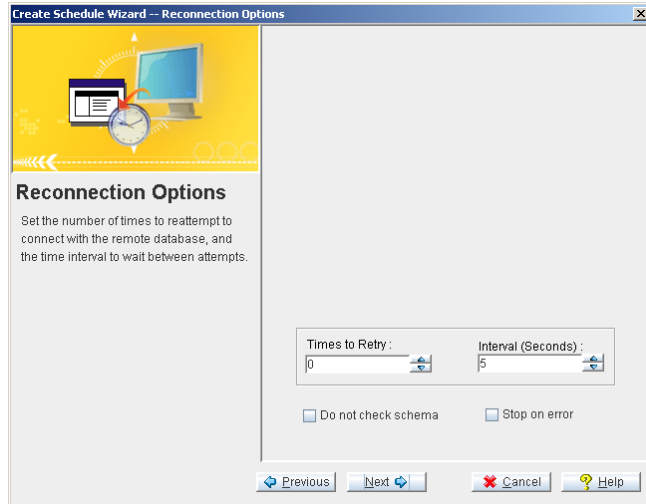 Create Schedule Wizard -- Reconnection Options
Reconnection Options
Set the number of times to reattempt to
connect with the remote database, and
the time interval to wait between attempts.
Times to Retry :
Interval (Seconds) :
0
5
Do not check schema
Stop on error
Previous
Next
Cancel
Help